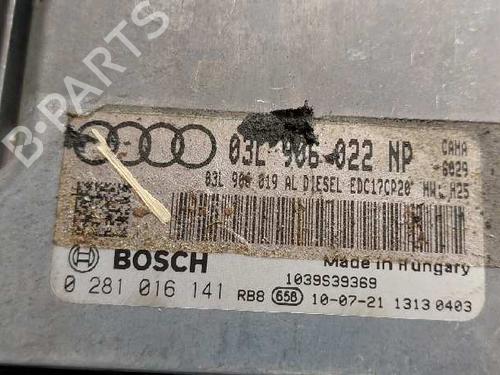 B-PARTS
03L 906 022 NP
CAHA
03L 906 019 AL DIESEL EDC17CP20 HW: H25
BOSCH
Made in Hungary
1039S39369
0 281 016 141 RB8 658 10-07-21 1313 0403